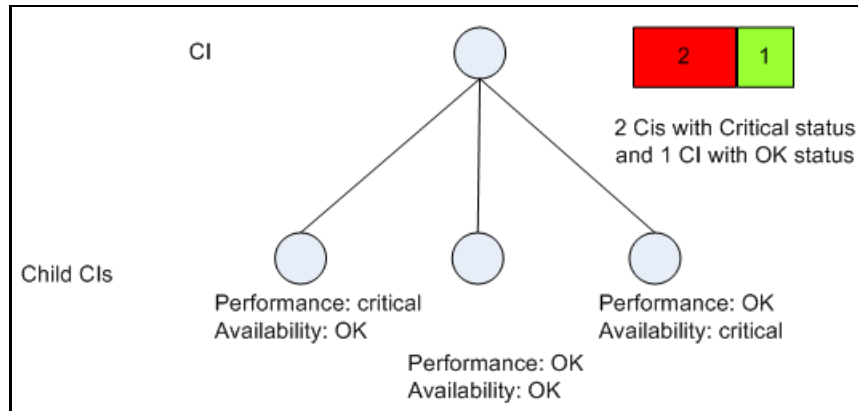 CI
2 1
2 Cis with Critical status
and 1 CI with OK status
Child CIs
Performance: critical
Availability: OK
Performance: OK
Availability: critical
Performance: OK
Availability: OK